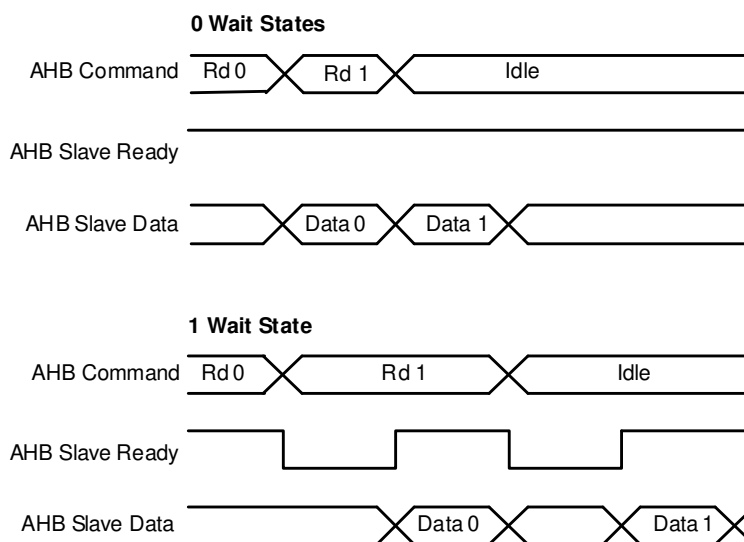 0 Wait States
AHB Command Rd 0 Rd 1 Idle
AHB Slave Ready
AHB Slave Data Data 0 Data 1
1 Wait State
AHB Command Rd 0 Rd 1 Idle
AHB Slave Ready
AHB Slave Data Data 0 Data 1